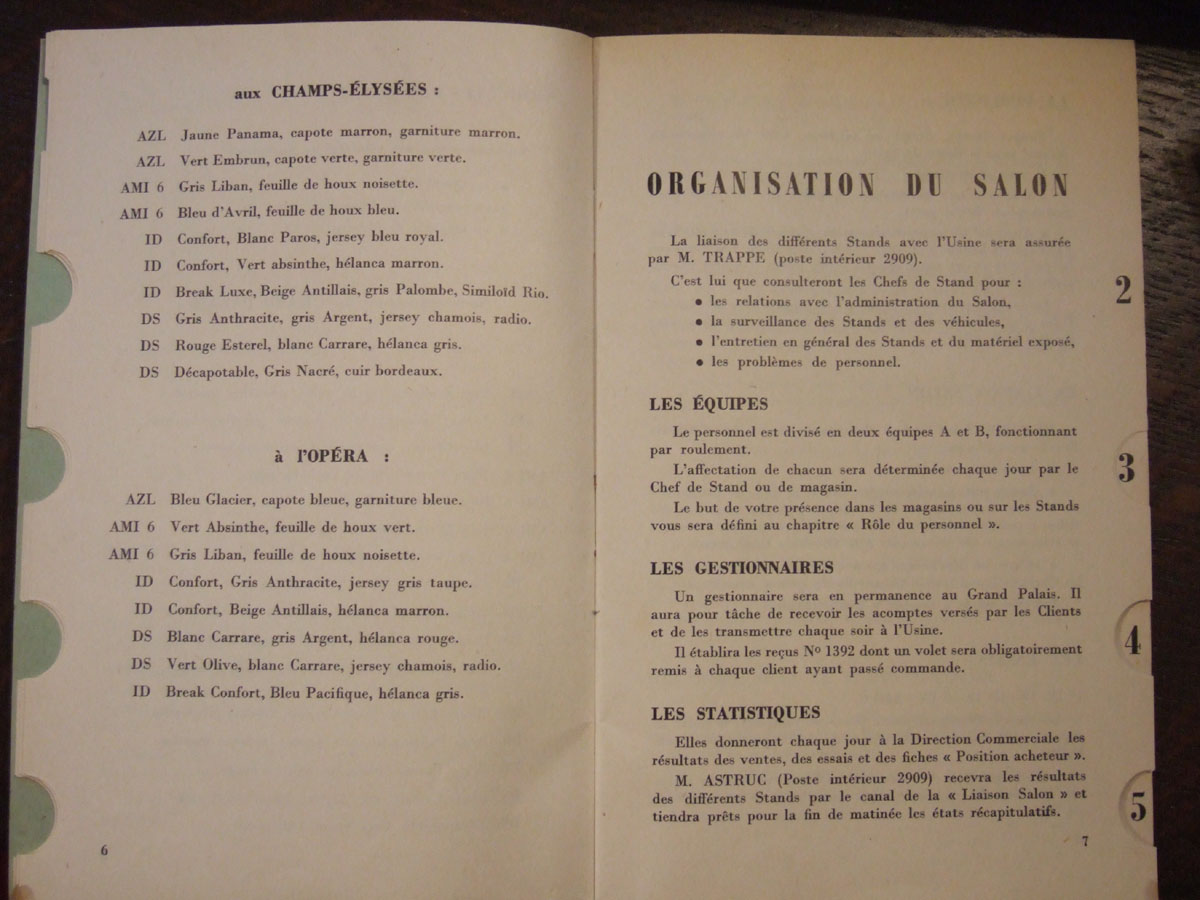 aux CHAMPS-ÉLYSÉES :
AZL Jaune Panama, capote marron, garniture marron.
AZL Vert Embrun, capote verte, garniture verte.
AMI 6 Gris Liban, feuille de houx noisette.
AMI 6 Bleu d'Avril, feuille de houx bleu.
ID Confort, Blanc Paros, jersey bleu royal.
ID Confort, Vert absinthe, hélanca marron.
ID Break Luxe, Beige Antillais, gris Palombe, Similoïd Rio.
DS Gris Anthracite, gris Argent, jersey chamois, radio.
DS Rouge Esterel, blanc Carrare, hélanca gris.
DS Décapotable, Gris Nacré, cuir bordeaux.
à l'OPÉRA :
AZL Bleu Glacier, capote bleue, garniture bleue.
AMI 6 Vert Absinthe, feuille de houx vert.
AMI 6 Gris Liban, feuille de houx noisette.
ID Confort, Gris Anthracite, jersey gris taupe.
ID Confort, Beige Antillais, hélanca marron.
DS Blanc Carrare, gris Argent, hélanca rouge.
DS Vert Olive, blanc Carrare, jersey chamois, radio.
ID Break Confort, Bleu Pacifique, hélanca gris.
6
ORGANISATION DU SALON
La liaison des différents Stands avec l'Usine sera assurée
par M. TRAPPE (poste intérieur 2909).
C'est lui que consulteront les Chefs de Stand pour :
● les relations avec l'administration du Salon,
● la surveillance des Stands et des véhicules,
● l'entretien en général des Stands et du matériel exposé,
● les problèmes de personnel.
LES ÉQUIPES
Le personnel est divisé en deux équipes A et B, fonctionnant
par roulement.
L'affectation de chacun sera déterminée chaque jour par le
Chef de Stand ou de magasin.
Le but de votre présence dans les magasins ou sur les Stands
vous sera défini au chapitre « Rôle du personnel ».
LES GESTIONNAIRES
Un gestionnaire sera en permanence au Grand Palais. Il
aura pour tâche de recevoir les acomptes versés par les Clients
et de les transmettre chaque soir à l'Usine.
Il établira les reçus Nº 1392 dont un volet sera obligatoirement
remis à chaque client ayant passé commande.
LES STATISTIQUES
Elles donneront chaque jour à la Direction Commerciale les
résultats des ventes, des essais et des fiches « Position acheteur ».
M. ASTRUC (Poste intérieur 2909) recevra les résultats
des différents Stands par le canal de la « Liaison Salon » et
tiendra prêts pour la fin de matinée les états récapitulatifs.
7
2
3
4
5